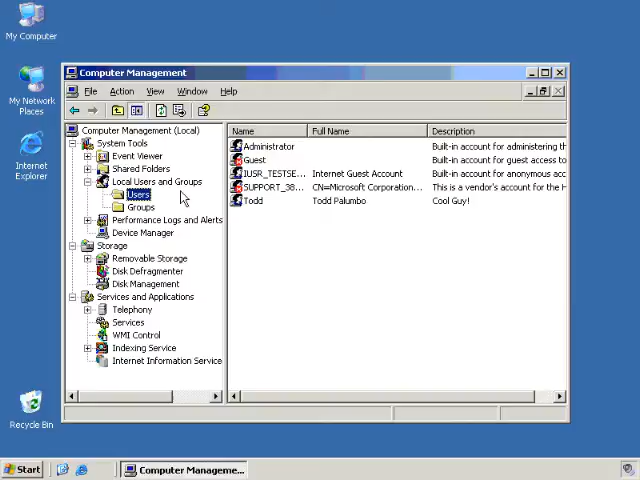 My Computer
My Network
Places
Internet
Explorer
Recycle Bin
Computer Management
File Action View Window Help
Computer Management (Local)
System Tools
Event Viewer
Shared Folders
Local Users and Groups
Users
Groups
Performance Logs and Alerts
Device Manager
Storage
Removable Storage
Disk Defragmenter
Disk Management
Services and Applications
Telephony
Services
WMI Control
Indexing Service
Internet Information Service
Name Full Name Description
Administrator Built-in account for administering th
Guest Built-in account for guest access to
IUSR_TESTSE... Internet Guest Account Built-in account for anonymous
SUPPORT_38... CN=Microsoft Corporation... This is a vendor's account for the H
Todd Todd Palumbo Cool Guy!
Start Computer Manageme...